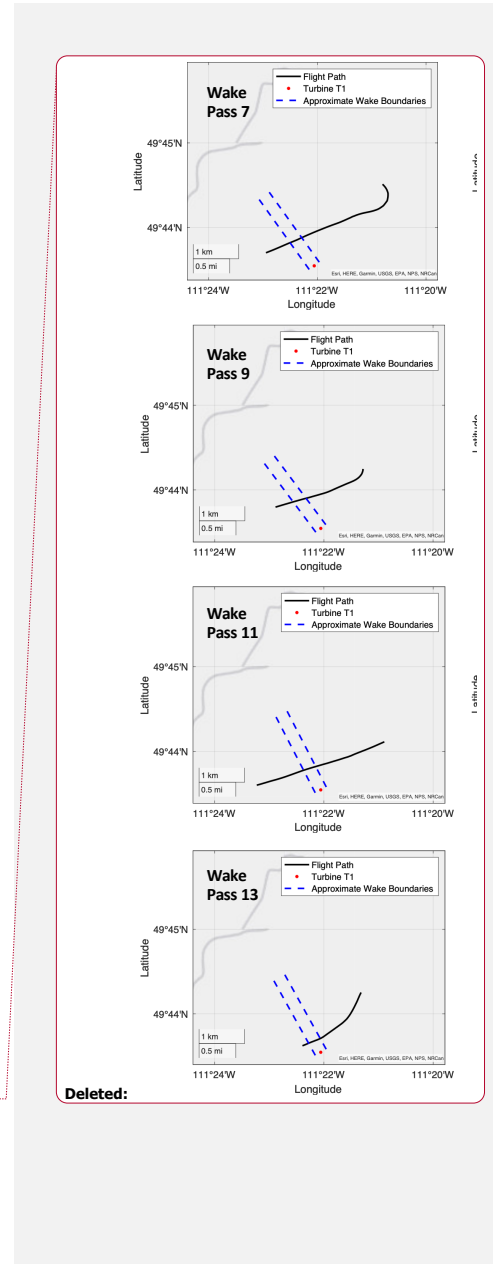 Wake
Pass 7
Flight Path
Turbine T1
Approximate Wake Boundaries
49°45'N
49°44'N
Latitude
Latitude
1 km
0.5 mi
Esri, HERE, Garmin, USGS, EPA, NPS, NRCan
111°24'W 111°22'W 111°20'W
Longitude
Wake
Pass 9
Flight Path
Turbine T1
Approximate Wake Boundaries
49°45'N
49°44'N
Latitude
Latitude
1 km
0.5 mi
Esri, HERE, Garmin, USGS, EPA, NPS, NRCan
111°24'W 111°22'W 111°20'W
Longitude
Wake
Pass 11
Flight Path
Turbine T1
Approximate Wake Boundaries
49°45'N
49°44'N
Latitude
Latitude
1 km
0.5 mi
Esri, HERE, Garmin, USGS, EPA, NPS, NRCan
111°24'W 111°22'W 111°20'W
Longitude
Wake
Pass 13
Flight Path
Turbine T1
Approximate Wake Boundaries
49°45'N
49°44'N
Latitude
1 km
0.5 mi
Esri, HERE, Garmin, USGS, EPA, NPS, NRCan
111°24'W 111°22'W 111°20'W
Longitude
Deleted: